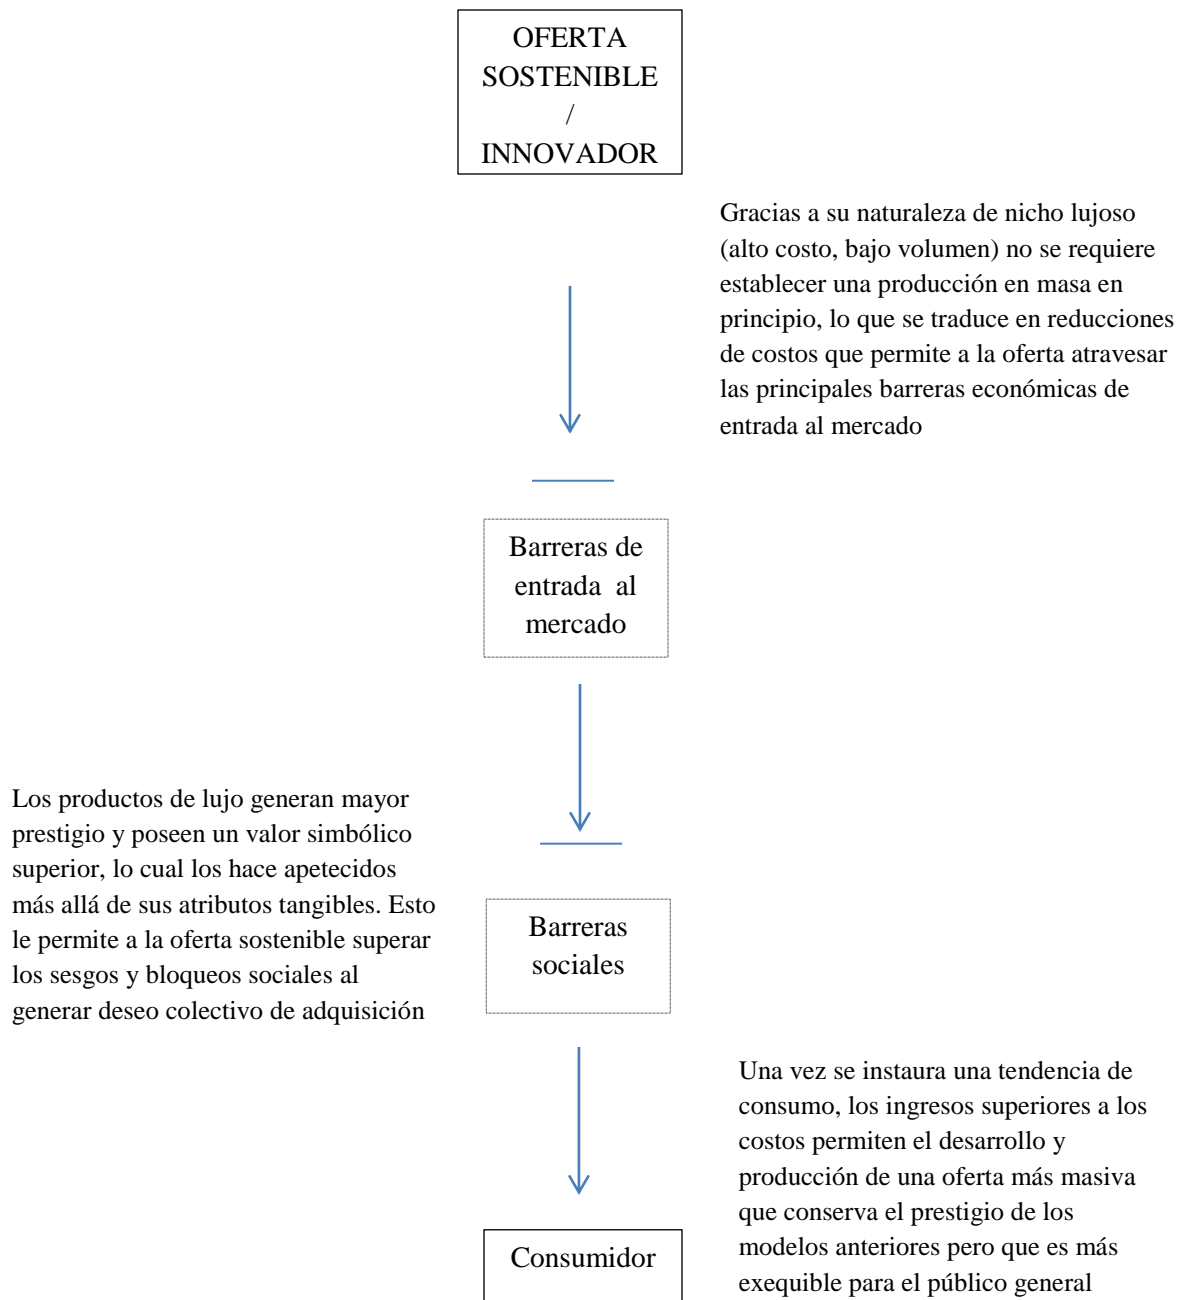 OFERTA
SOSTENIBLE
/
INNOVADOR
Gracias a su naturaleza de nicho lujoso
(alto costo, bajo volumen) no se requiere
establecer una producción en masa en
principio, lo que se traduce en reducciones
de costos que permite a la oferta atravesar
las principales barreras económicas de
entrada al mercado
Barreras de
entrada al
mercado
Los productos de lujo generan mayor
prestigio y poseen un valor simbólico
superior, lo cual los hace apetecidos
más allá de sus atributos tangibles. Esto
le permite a la oferta sostenible superar
los sesgos y bloqueos sociales al
generar deseo colectivo de adquisición
Barreras
sociales
Una vez se instaura una tendencia de
consumo, los ingresos superiores a los
costos permiten el desarrollo y
producción de una oferta más masiva
que conserva el prestigio de los
modelos anteriores pero que es más
exequible para el público general
Consumidor